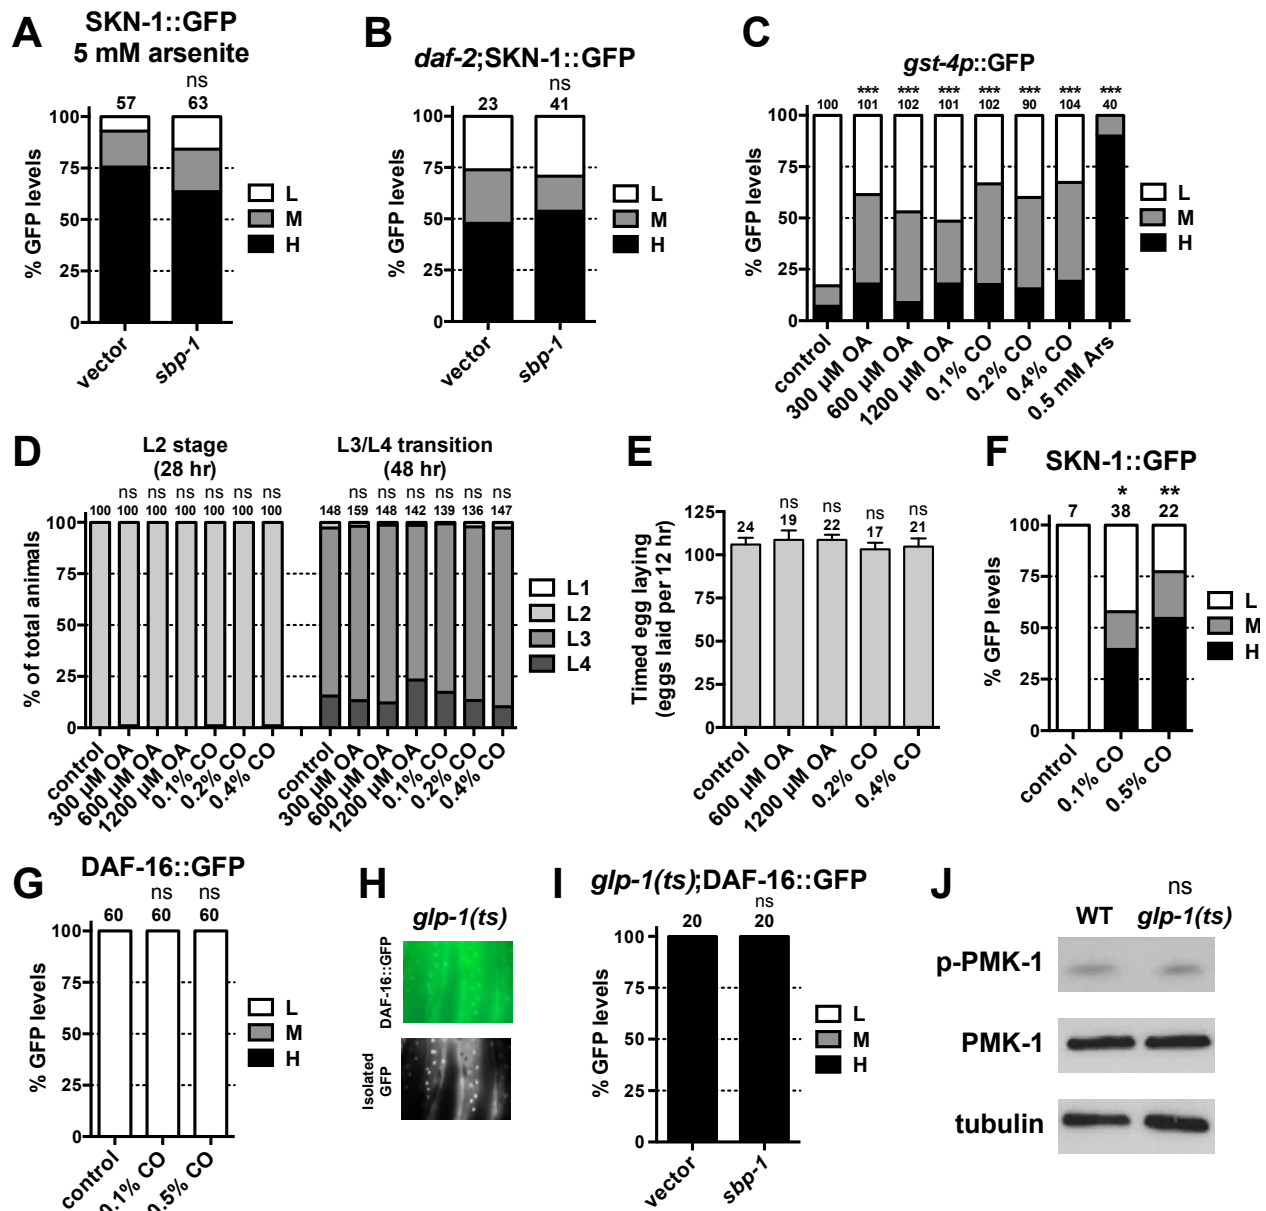 A
SKN-1::GFP
5 mM arsenite
ns
57 63
100
75
50
25
0
% GFP levels
L
M
H
vector
sbp-1
B
daf-2;SKN-1::GFP
ns
23 41
100
75
50
25
0
% GFP levels
L
M
H
vector
sbp-1
C
gst-4p::GFP
*** *** *** *** *** *** ***
100 101 102 101 102 90 104 40
100
75
50
25
0
% GFP levels
L
M
H
control
300 µM OA
600 µM OA
1200 µM OA
0.1% CO
0.2% CO
0.4% CO
0.5 mM Ars
D
L2 stage
(28 hr)
ns ns ns ns ns ns
100 100 100 100 100 100 100
L3/L4 transition
(48 hr)
ns ns ns ns ns ns
148 159 148 142 139 136 147
100
75
50
25
0
% of total animals
L1
L2
L3
L4
control
300 µM OA
600 µM OA
1200 µM OA
0.1% CO
0.2% CO
0.4% CO
control
300 µM OA
600 µM OA
1200 µM OA
0.1% CO
0.2% CO
0.4% CO
E
ns ns ns ns
24 19 22 17 21
125
100
75
50
25
0
Timed egg laying
(eggs laid per 12 hr)
control
600 µM OA
1200 µM OA
0.2% CO
0.4% CO
F
SKN-1::GFP
* **
7 38 22
100
75
50
25
0
% GFP levels
L
M
H
control
0.1% CO
0.5% CO
G
DAF-16::GFP
ns ns
60 60 60
100
75
50
25
0
% GFP levels
L
M
H
control
0.1% CO
0.5% CO
H
glp-1(ts)
DAF-16::GFP
Isolated
GFP
I
glp-1(ts);DAF-16::GFP
ns
20 20
100
75
50
25
0
% GFP levels
L
M
H
vector
sbp-1
J
ns
WT glp-1(ts)
p-PMK-1
PMK-1
tubulin